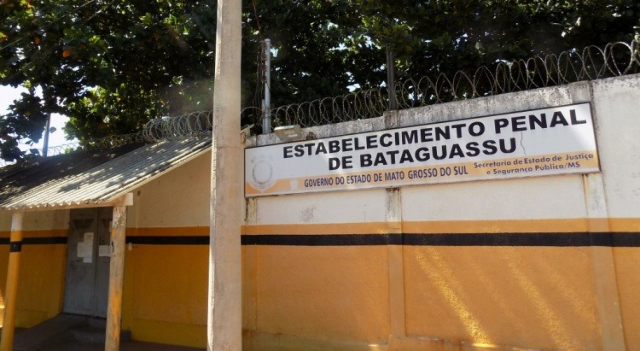 ESTABELECIMENTO PENAL
DE BATAGUASSU
GOVERNO DO ESTADO DE MATO GROSSO DO SUL
Secretaria de Estado de Justiça
e Segurança Pública/MS